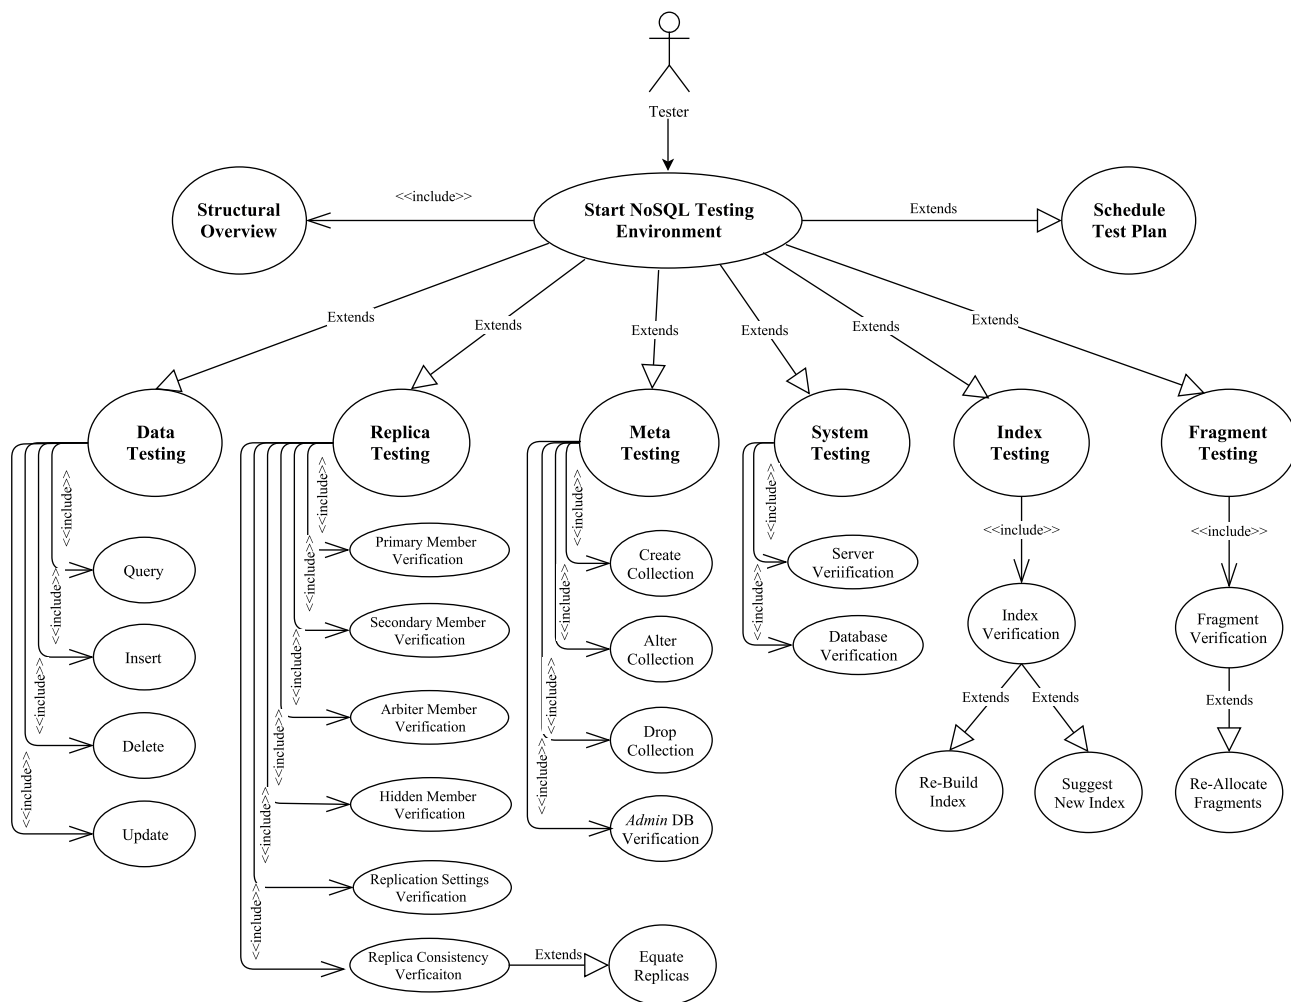 Tester
<<include>>
Structural
Overview
Start NoSQL Testing
Environment
Extends
Schedule
Test Plan
Extends
Extends
Extends
Extends
Extends
Extends
Data
Testing
Replica
Testing
Meta
Testing
System
Testing
Index
Testing
Fragment
Testing
<<include>>
<<include>>
<<include>>
<<include>>
Query
Insert
Delete
Update
<<include>>
<<include>>
<<include>>
<<include>>
<<include>>
<<include>>
Primary Member
Verification
Secondary Member
Verification
Arbiter Member
Verification
Hidden Member
Verification
Replication Settings
Verification
Replica Consistency
Verficaiton
Extends
Equate
Replicas
<<include>>
<<include>>
<<include>>
<<include>>
Create
Collection
Alter
Collection
Drop
Collection
Admin DB
Verification
<<include>>
<<include>>
Server
Veriification
Database
Verification
<<include>>
Index
Verification
Extends
Extends
Re-Build
Index
Suggest
New Index
<<include>>
Fragment
Verification
Extends
Re-Allocate
Fragments